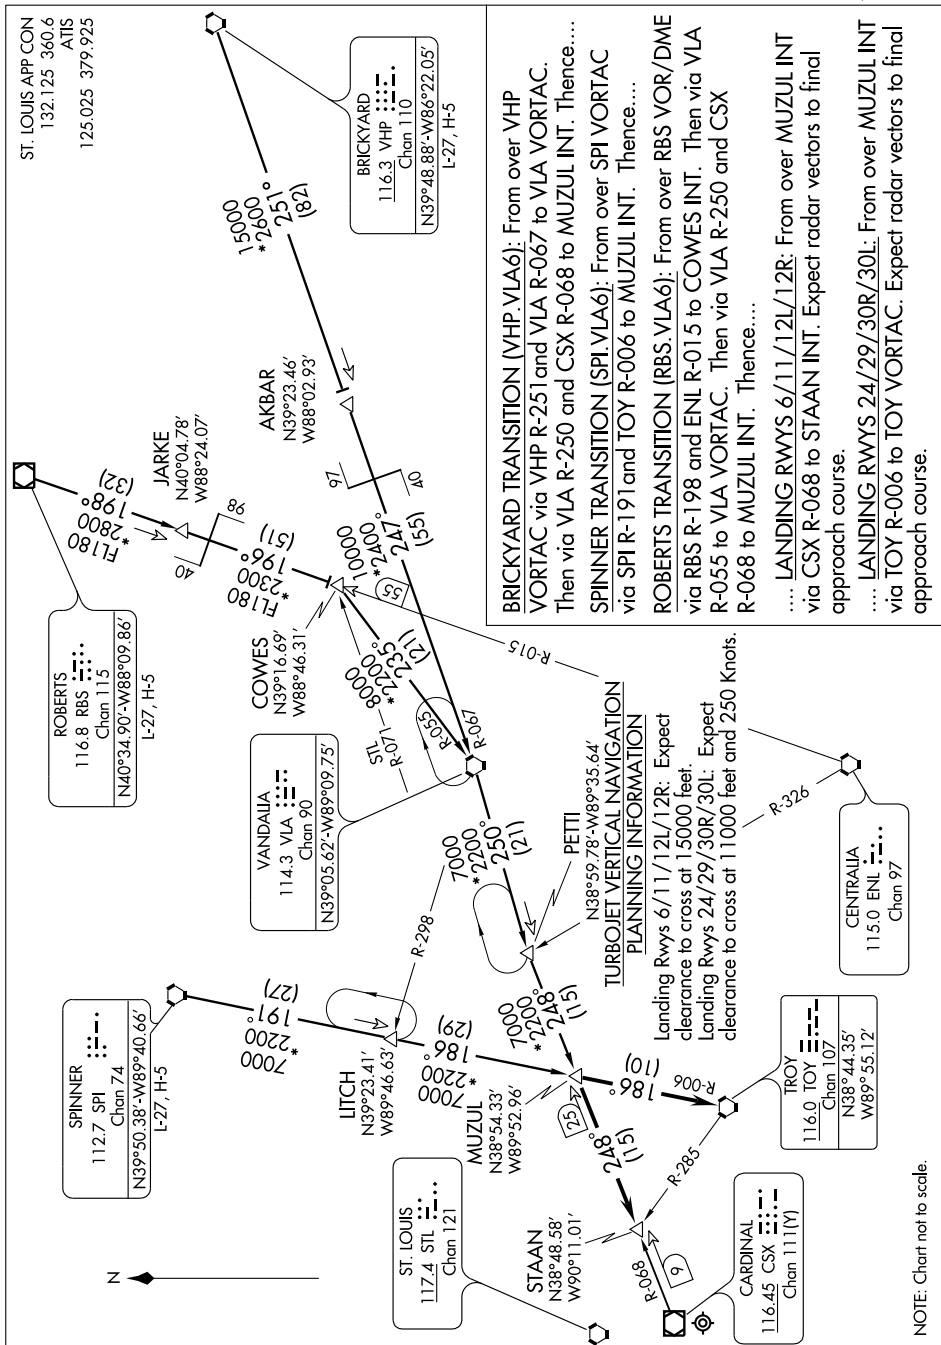 ST. LOUIS APP CON
132.125 360.6
ATIS
125.025 379.925
BRICKYARD
116.3 VHP
Chan 110
N39°48.88'-W86°22.05'
L-27, H-5
15000
*2600
251°
(82)
AKBAR
N39°23.46'
W88°02.93'
97
40
10000
*2400
247°
(55)
55
R-067
ROBERTS
116.8 RBS
Chan 115
N40°34.90'-W88°09.86'
L-27, H-5
FL180
*2800
198°
(32)
JARKE
N40°04.78'
W88°24.07'
40
98
FL180
*2300
196°
(51)
COWES
N39°16.69'
W88°46.31'
8000
*2200
235°
(21)
R-055
STL
R-071
R-015
VANDALIA
114.3 VLA
Chan 90
N39°05.62'-W89°09.75'
7000
*2200
250°
(21)
R-298
PETTI
N38°59.78'-W89°35.64'
7000
*2200
248°
(15)
SPINNER
112.7 SPI
Chan 74
N39°50.38'-W89°40.66'
L-27, H-5
7000
*2200
191°
(27)
LITCH
N39°23.41'
W89°46.63'
7000
*2200
186°
(29)
MUZUL
N38°54.33'
W89°52.96'
25
186°
(10)
R-006
248°
(15)
TROY
116.0 TOY
Chan 107
N38°44.35'
W89°55.12'
R-285
STAAN
N38°48.58'
W90°11.01'
R-068
9
CARDINAL
116.45 CSX
Chan 111(Y)
ST. LOUIS
117.4 STL
Chan 121
CENTRALIA
115.0 ENL
Chan 97
R-326
N
TURBOJET VERTICAL NAVIGATION
PLANNING INFORMATION
Landing Rwys 6/11/12L/12R: Expect
clearance to cross at 15000 feet.
Landing Rwys 24/29/30R/30L: Expect
clearance to cross at 11000 feet and 250 Knots.
BRICKYARD TRANSITION (VHP.VLA6): From over VHP
VORTAC via VHP R-251and VLA R-067 to VLA VORTAC.
Then via VLA R-250 and CSX R-068 to MUZUL INT. Thence....
SPINNER TRANSITION (SPI.VLA6): From over SPI VORTAC
via SPI R-191and TOY R-006 to MUZUL INT. Thence....
ROBERTS TRANSITION (RBS.VLA6): From over RBS VOR/DME
via RBS R-198 and ENL R-015 to COWES INT. Then via VLA
R-055 to VLA VORTAC. Then via VLA R-250 and CSX
R-068 to MUZUL INT. Thence....
.... LANDING RWYS 6/11/12L/12R: From over MUZUL INT
via CSX R-068 to STAAN INT. Expect radar vectors to final
approach course.
.... LANDING RWYS 24/29/30R/30L: From over MUZUL INT
via TOY R-006 to TOY VORTAC. Expect radar vectors to final
approach course.
NOTE: Chart not to scale.